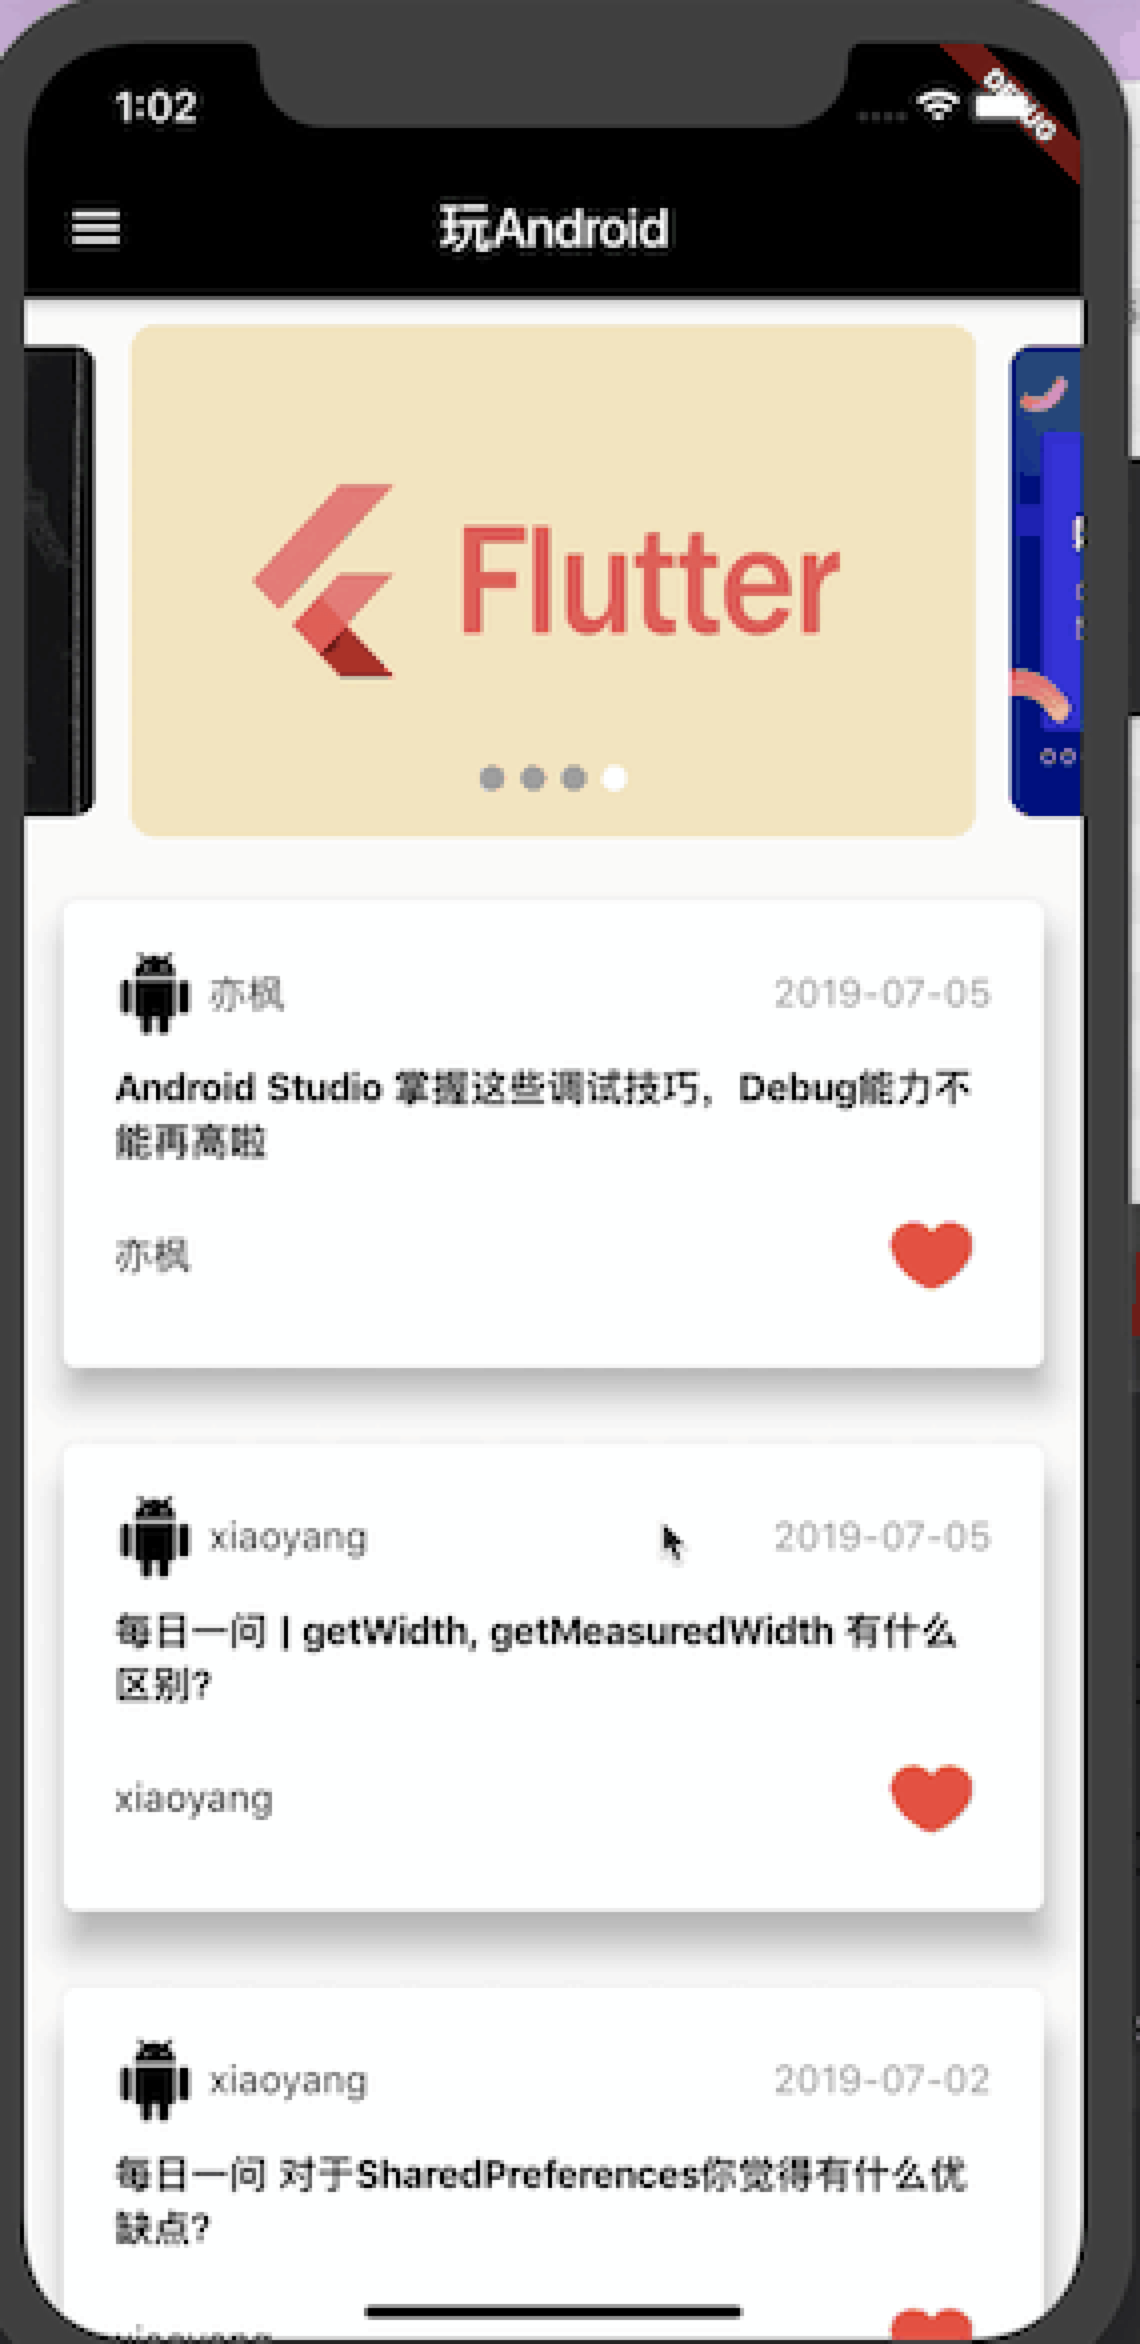 1:02
DEBUG
玩Android
Flutter
亦枫
2019-07-05
Android Studio 掌握这些调试技巧，Debug能力不
能再高啦
亦枫
xiaoyang
2019-07-05
每日一问 | getWidth, getMeasuredWidth 有什么
区别?
xiaoyang
xiaoyang
2019-07-02
每日一问 对于SharedPreferences你觉得有什么优
缺点?
xiaoyang